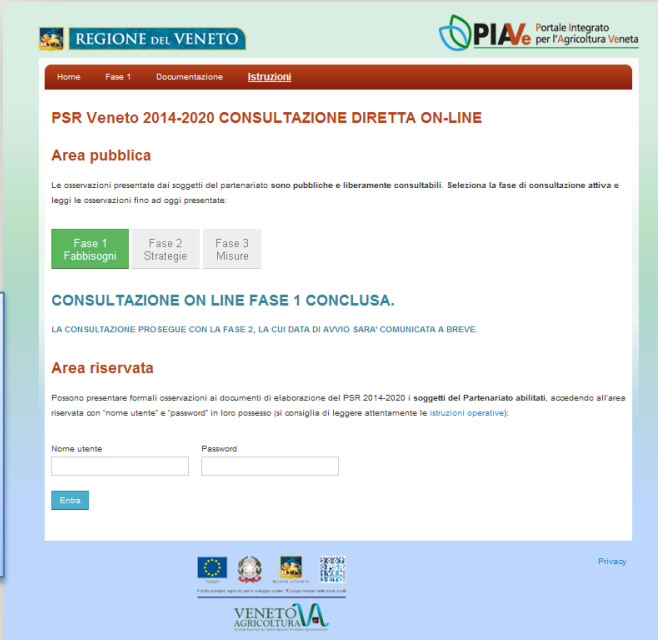 REGIONE DEL VENETO
PIAVe Portale Integrato
per l'Agricoltura Veneta
Home Fase 1 Documentazione Istruzioni
PSR Veneto 2014-2020 CONSULTAZIONE DIRETTA ON-LINE
Area pubblica
Le osservazioni presentate dai soggetti del partenariato sono pubbliche e liberamente consultabili. Seleziona la fase di consultazione attiva e
leggi le osservazioni fino ad oggi presentate:
Fase 1 Fase 2 Fase 3
Fabbisogni Strategie Misure
CONSULTAZIONE ON LINE FASE 1 CONCLUSA.
LA CONSULTAZIONE PROSEGUE CON LA FASE 2, LA CUI DATA DI AVVIO SARA' COMUNICATA A BREVE.
Area riservata
Possono presentare formali osservazioni ai documenti di elaborazione del PSR 2014-2020 i soggetti del Partenariato abilitati, accedendo all'area
riservata con "nome utente" e "password" in loro possesso (si consiglia di leggere attentamente le istruzioni operative):
Nome utente Password
Entra
Privacy
VENETO
AGRICOLTURA